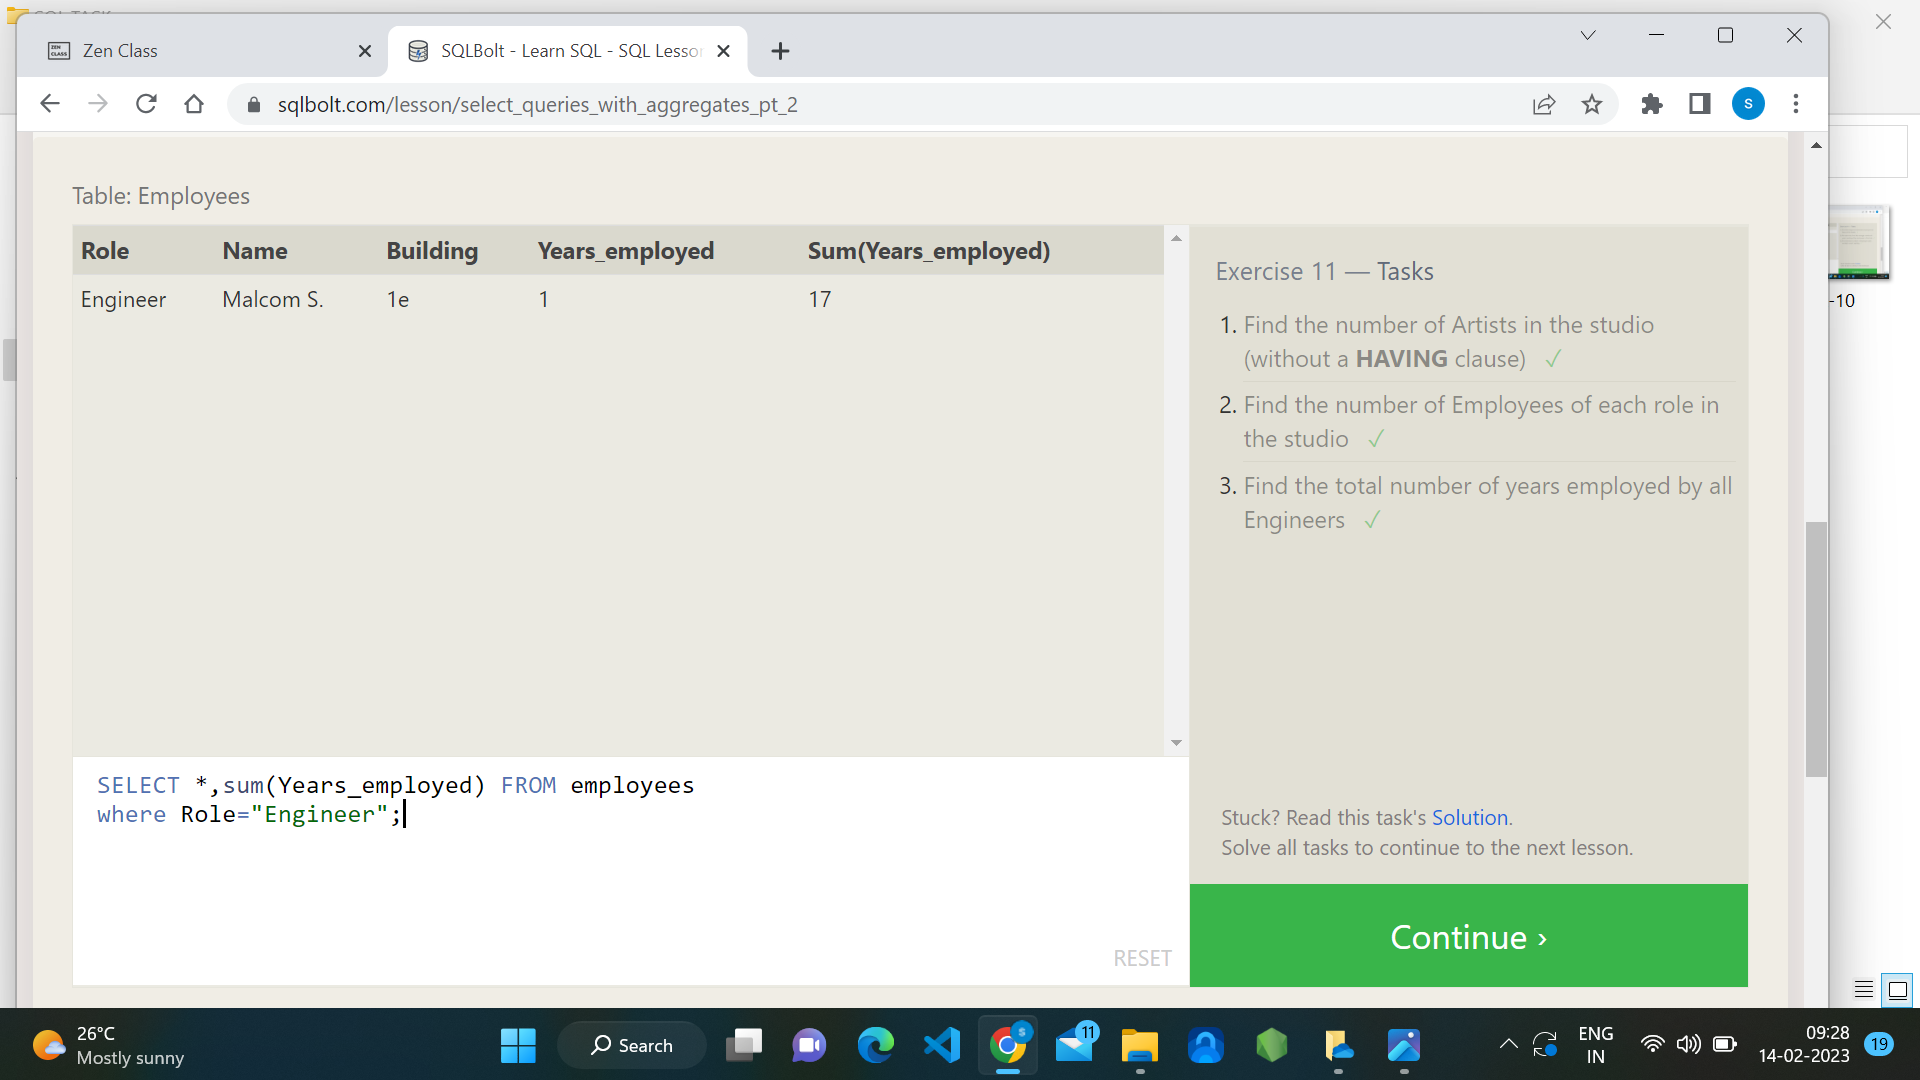 SQL TASK
Zen Class
SQLBolt - Learn SQL - SQL Lesso
sqlbolt.com/lesson/select_queries_with_aggregates_pt_2
S
Table: Employees
Role Name Building Years_employed Sum(Years_employed)
Engineer Malcom S. 1e 1 17
Exercise 11 — Tasks
1. Find the number of Artists in the studio
(without a HAVING clause) ✓
2. Find the number of Employees of each role in
the studio ✓
3. Find the total number of years employed by all
Engineers ✓
-10
SELECT *,sum(Years_employed) FROM employees
where Role="Engineer";
RESET
Stuck? Read this task's Solution.
Solve all tasks to continue to the next lesson.
Continue ›
26°C
Mostly sunny
Search
S
11
ENG
IN
09:28
14-02-2023
19